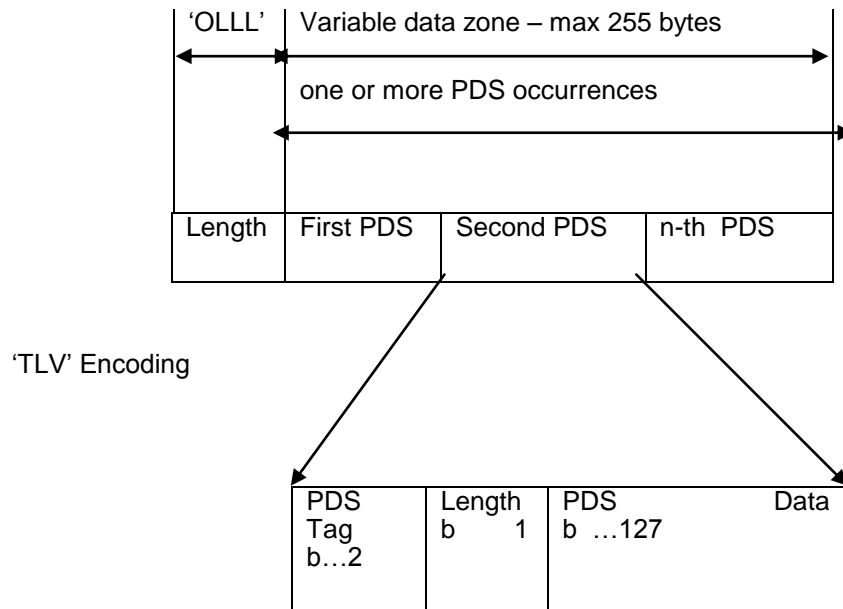 ‘OLLL’ Variable data zone – max 255 bytes
one or more PDS occurrences
Length First PDS Second PDS n-th PDS
‘TLV’ Encoding
PDS Length PDS Data
Tag b 1 b …127
b…2